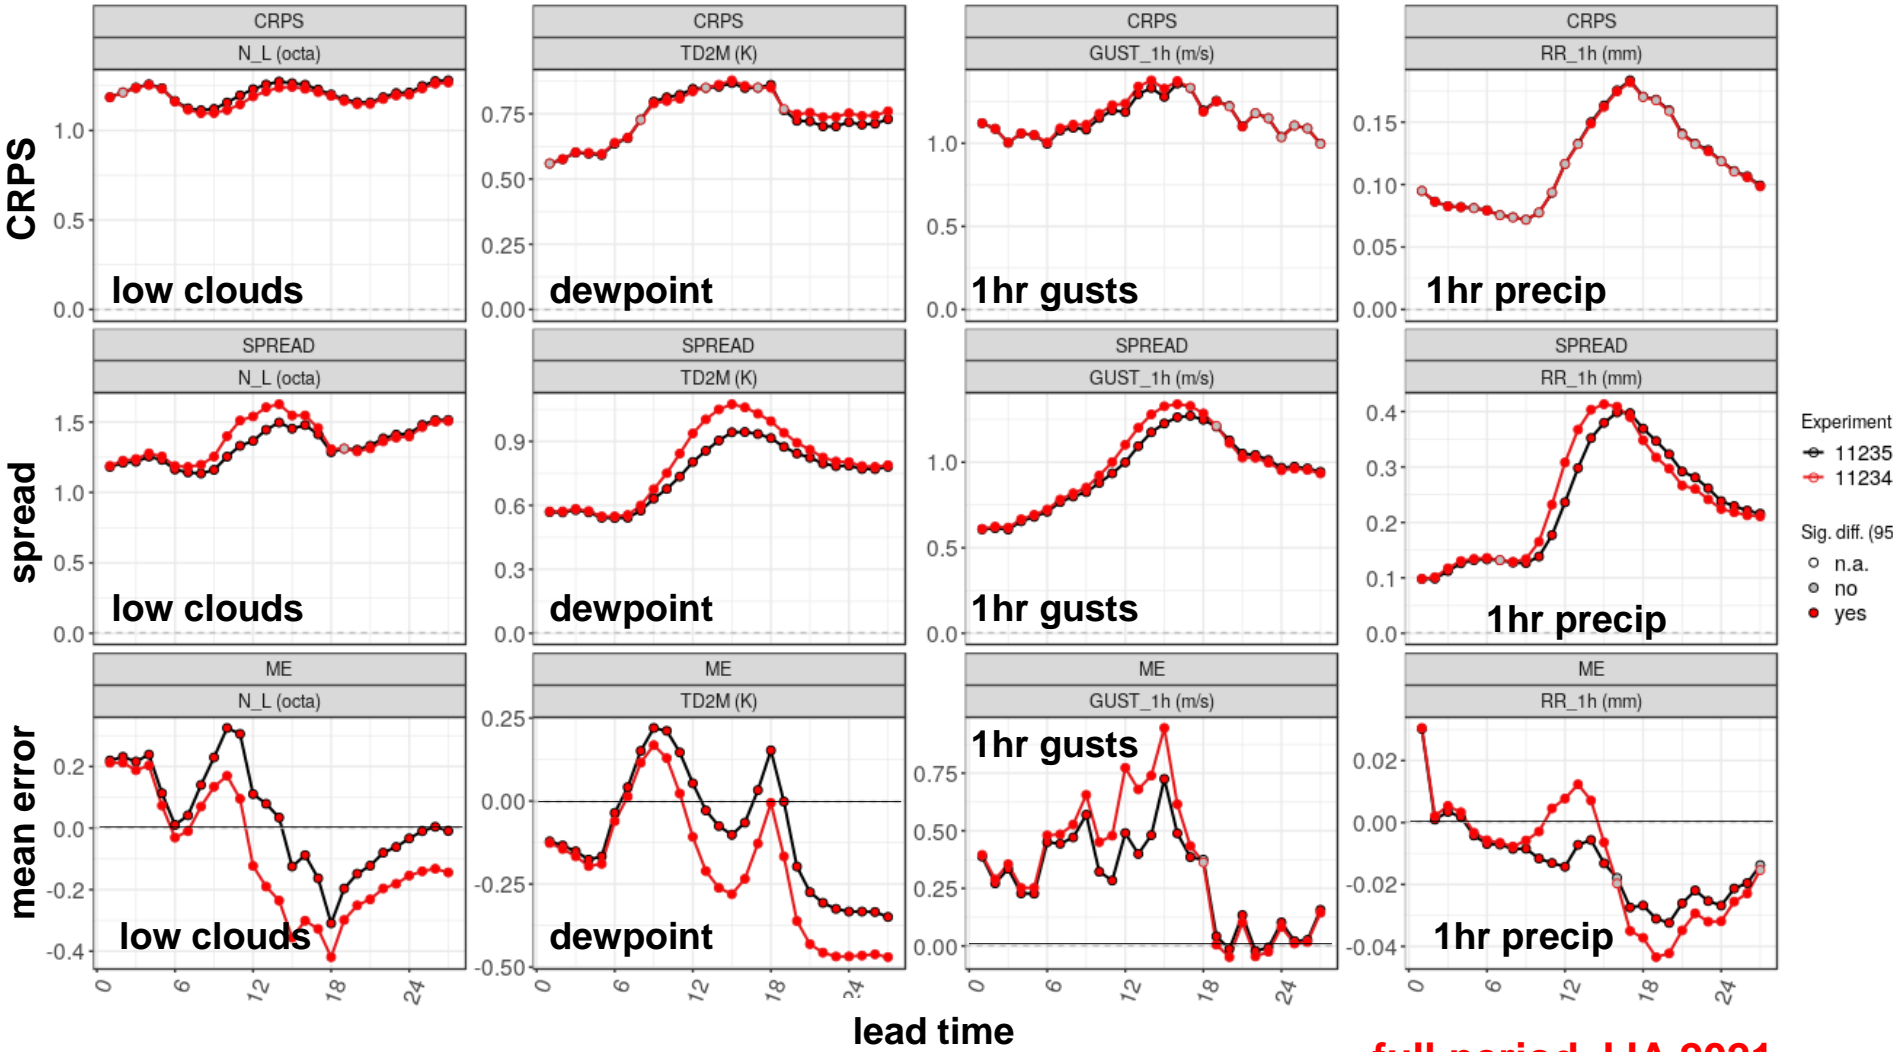 CRPS CRPS CRPS CRPS
N_L (octa) TD2M (K) GUST_1h (m/s) RR_1h (mm)
CRPS
1.0
0.5
0.0
0.75
0.50
0.25
0.00
1.0
0.5
0.0
0.15
0.10
0.05
0.00
low clouds dewpoint 1hr gusts 1hr precip
SPREAD SPREAD SPREAD SPREAD
N_L (octa) TD2M (K) GUST_1h (m/s) RR_1h (mm)
spread
1.5
1.0
0.5
0.0
0.9
0.6
0.3
0.0
1.0
0.5
0.0
0.4
0.3
0.2
0.1
0.0
low clouds dewpoint 1hr gusts 1hr precip
Experiment
11235
11234
Sig. diff. (95
n.a.
no
yes
ME ME ME ME
N_L (octa) TD2M (K) GUST_1h (m/s) RR_1h (mm)
mean error
0.2
0.0
-0.2
-0.4
0.25
0.00
-0.25
-0.50
0.75
0.50
0.25
0.00
0.02
0.00
-0.02
-0.04
1hr gusts
low clouds dewpoint 1hr precip
0 6 12 18 24 0 6 12 18 24 0 6 12 18 24 0 6 12 18 24
lead time
full period, JJA 2021